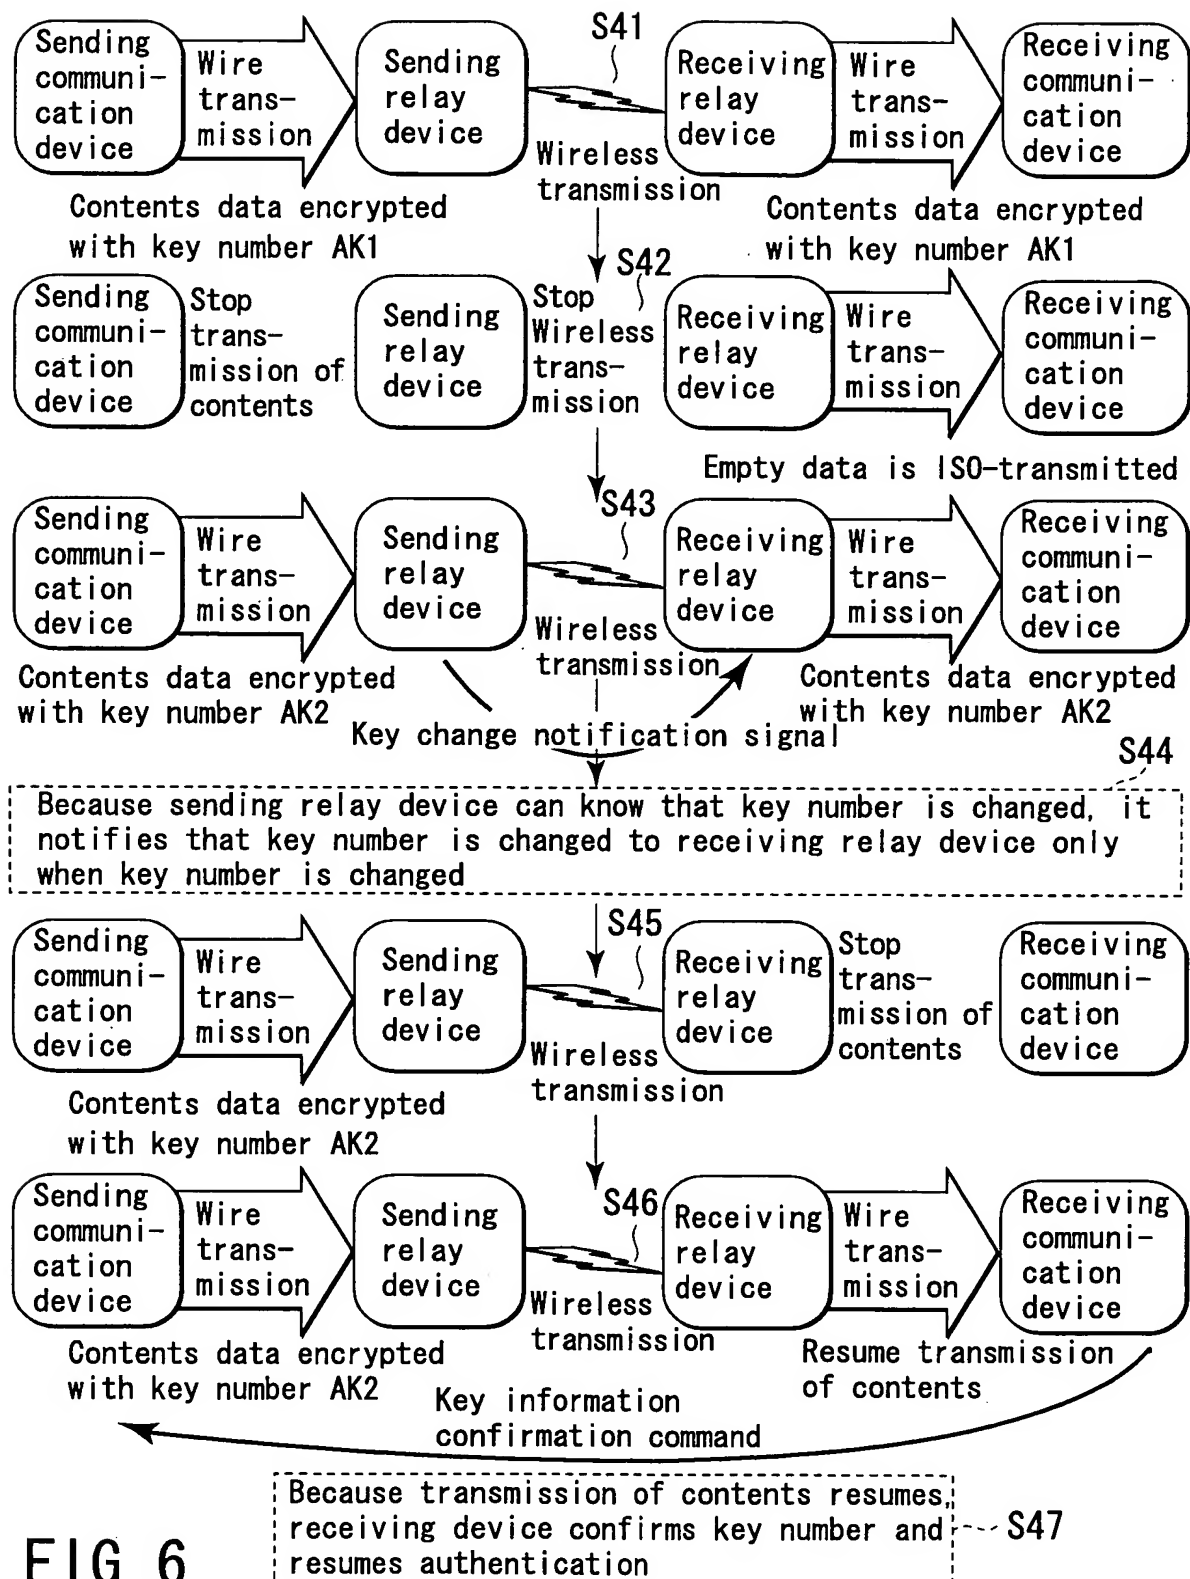 S41
Sending
communi-
cation
device
Wire
trans-
mission
Sending
relay
device
Wireless
transmission
Receiving
relay
device
Wire
trans-
mission
Receiving
communi-
cation
device
Contents data encrypted
with key number AK1
Contents data encrypted
with key number AK1
S42
Sending
communi-
cation
device
Stop
trans-
mission of
contents
Sending
relay
device
Stop
Wireless
trans-
mission
Receiving
relay
device
Wire
trans-
mission
Receiving
communi-
cation
device
Empty data is ISO-transmitted
S43
Sending
communi-
cation
device
Wire
trans-
mission
Sending
relay
device
Wireless
transmission
Receiving
relay
device
Wire
trans-
mission
Receiving
communi-
cation
device
Contents data encrypted
with key number AK2
Contents data encrypted
with key number AK2
Key change notification signal
S44
Because sending relay device can know that key number is changed, it
notifies that key number is changed to receiving relay device only
when key number is changed
S45
Sending
communi-
cation
device
Wire
trans-
mission
Sending
relay
device
Wireless
transmission
Receiving
relay
device
Stop
trans-
mission of
contents
Receiving
communi-
cation
device
Contents data encrypted
with key number AK2
S46
Sending
communi-
cation
device
Wire
trans-
mission
Sending
relay
device
Wireless
transmission
Receiving
relay
device
Wire
trans-
mission
Receiving
communi-
cation
device
Contents data encrypted
with key number AK2
Resume transmission
of contents
Key information
confirmation command
Because transmission of contents resumes,
receiving device confirms key number and
resumes authentication
S47
FIG 6